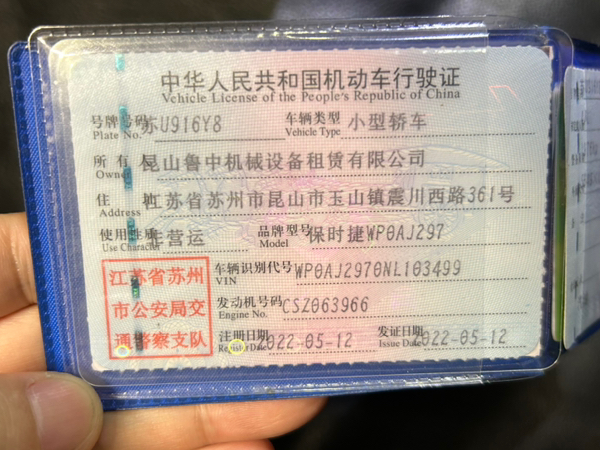 中华人民共和国机动车行驶证
Vehicle License of the People's Republic of China
号牌号码 苏U916Y8 车辆类型 小型轿车
Plate No. Vehicle Type
所有人 昆山鲁中机械设备租赁有限公司
Owner
住址 江苏省苏州市昆山市玉山镇震川西路361号
Address
使用性质 非营运 品牌型号 保时捷WP0AJ297
Use Character Model
江苏省苏州
市公安局交
通警察支队
车辆识别代号 WP0AJ2970NL103499
VIN
发动机号码 CSZ063966
Engine No.
注册日期 2022-05-12 发证日期 2022-05-12
Register Date Issue Date